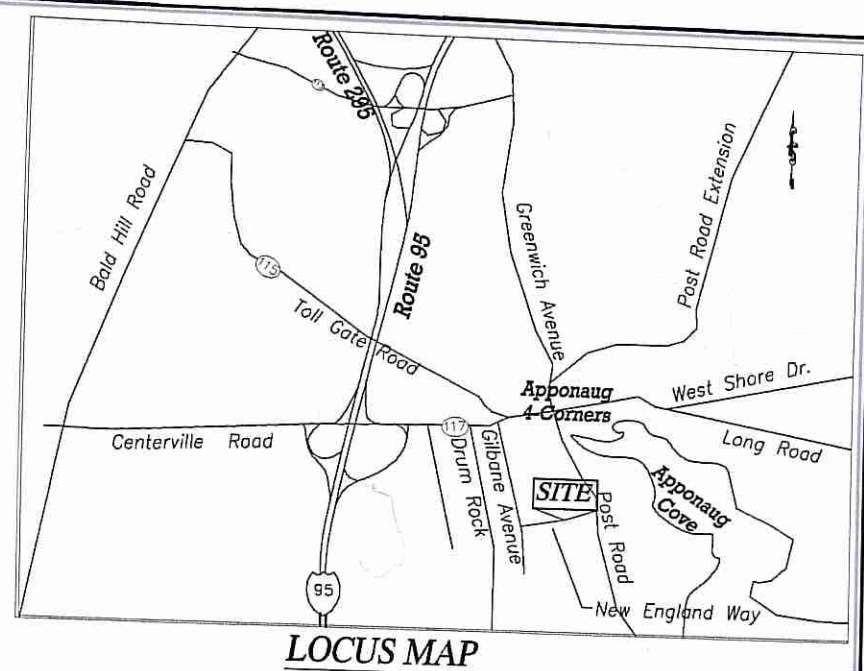 Route 295
Bald Hill Road
115
Toll Gate Road
Route 95
Greenwich Avenue
Post Road Extension
Apponaug
4 Corners
West Shore Dr.
Long Road
117
Centerville Road
Drum Rock
Gilbane Avenue
SITE
Post Road
Apponaug
Cove
95
New England Way
LOCUS MAP